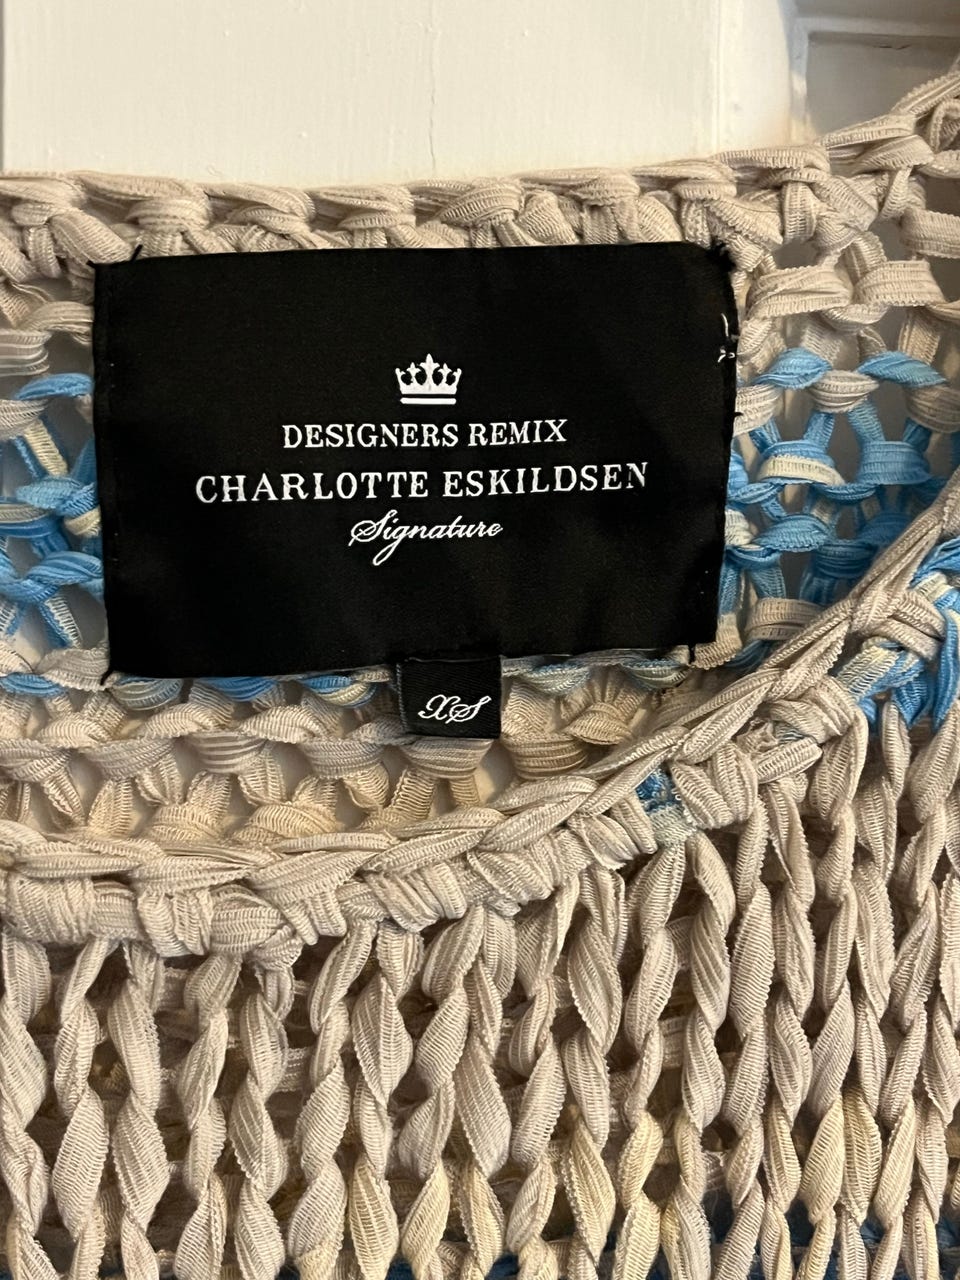 DESIGNERS REMIX
CHARLOTTE ESKILDSEN
Signature
XS